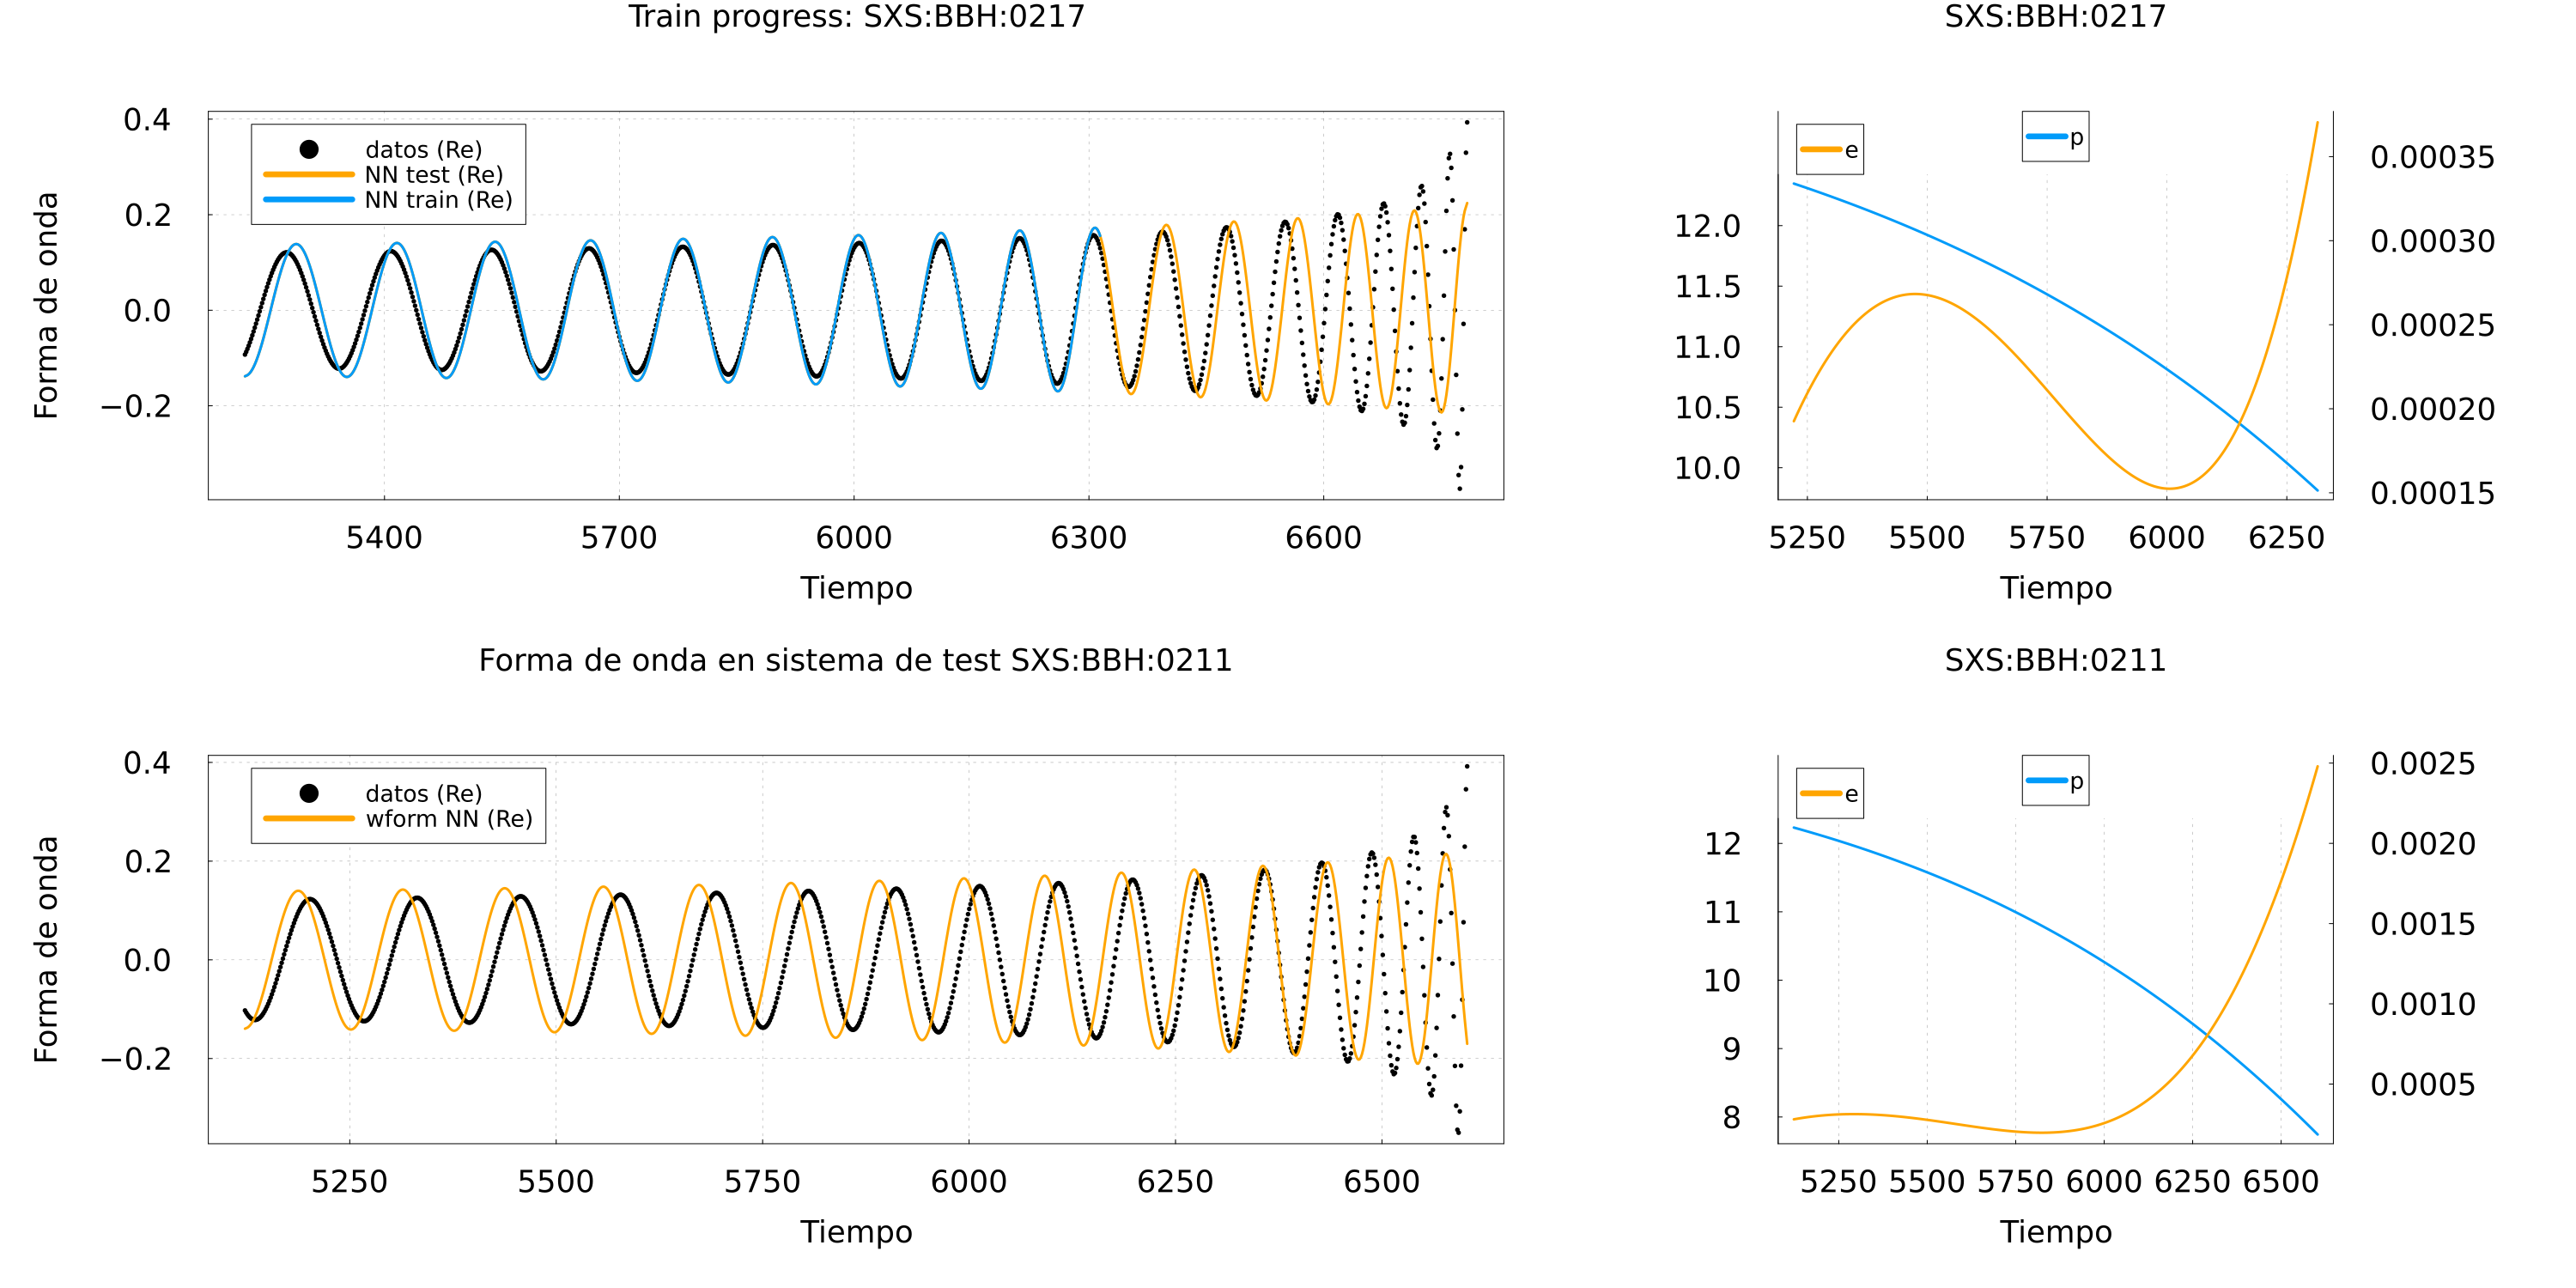 Train progress: SXS:BBH:0217
SXS:BBH:0217
Forma de onda
0.4
0.2
0.0
−0.2
datos (Re)
NN test (Re)
NN train (Re)
5400 5700 6000 6300 6600
Tiempo
e
p
12.0
11.5
11.0
10.5
10.0
0.00035
0.00030
0.00025
0.00020
0.00015
5250 5500 5750 6000 6250
Tiempo
Forma de onda en sistema de test SXS:BBH:0211
SXS:BBH:0211
Forma de onda
0.4
0.2
0.0
−0.2
datos (Re)
wform NN (Re)
5250 5500 5750 6000 6250 6500
Tiempo
e
p
12
11
10
9
8
0.0025
0.0020
0.0015
0.0010
0.0005
5250 5500 5750 6000 6250 6500
Tiempo